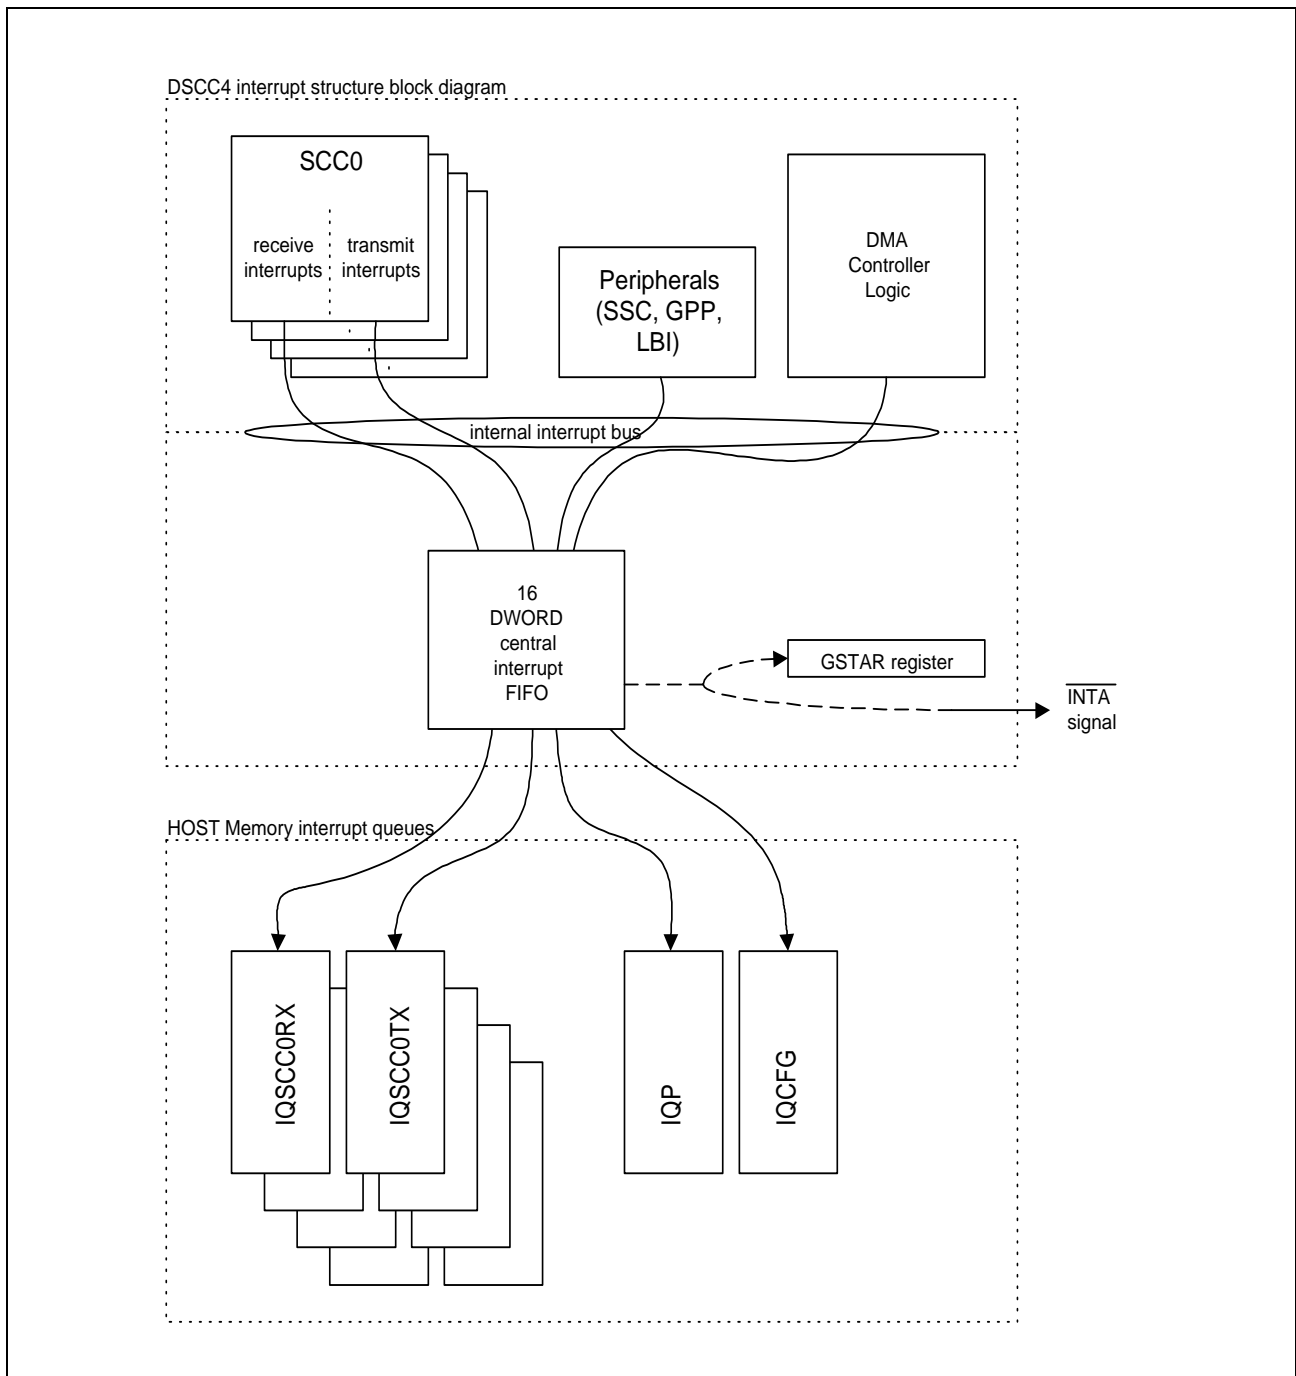 DSCC4 interrupt structure block diagram
SCC0
receive
interrupts
transmit
interrupts
Peripherals
(SSC, GPP,
LBI)
DMA
Controller
Logic
internal interrupt bus
16
DWORD
central
interrupt
FIFO
GSTAR register
INTA
signal
HOST Memory interrupt queues
IQSCC0RX
IQSCC0TX
IQP
IQCFG